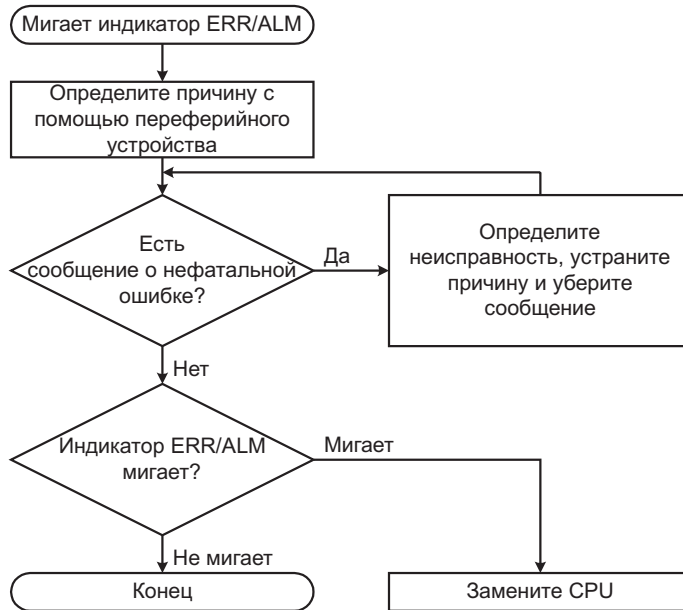 Мигает индикатор ERR/ALM
Определите причину с
помощью переферийного
устройства
Есть
сообщение о нефатальной
ошибке?
Да
Определите
неисправность, устраните
причину и уберите
сообщение
Нет
Индикатор ERR/ALM
мигает?
Мигает
Не мигает
Конец
Замените CPU